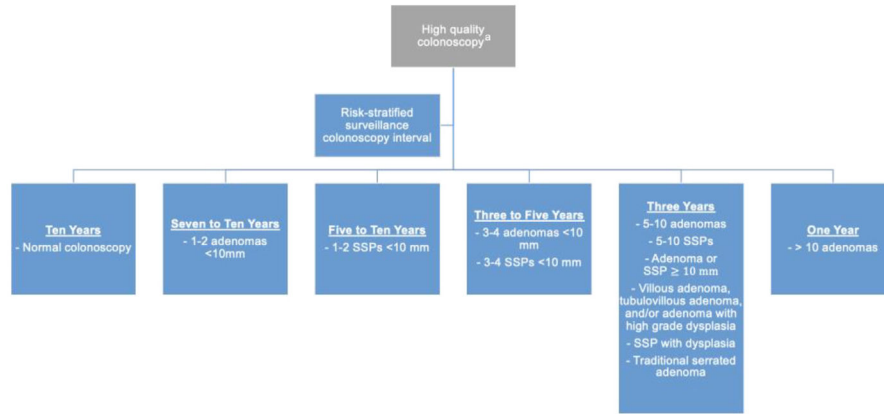 High quality
colonoscopyª
Risk-stratified
surveillance
colonoscopy interval
Ten Years
- Normal colonoscopy
Seven to Ten Years
- 1-2 adenomas
<10mm
Five to Ten Years
- 1-2 SSPs <10 mm
Three to Five Years
- 3-4 adenomas <10
mm
- 3-4 SSPs <10 mm
Three Years
- 5-10 adenomas
- 5-10 SSPs
- Adenoma or
SSP ≥ 10 mm
- Villous adenoma,
tubulovillous adenoma,
and/or adenoma with
high grade dysplasia
- SSP with dysplasia
- Traditional serrated
adenoma
One Year
- > 10 adenomas